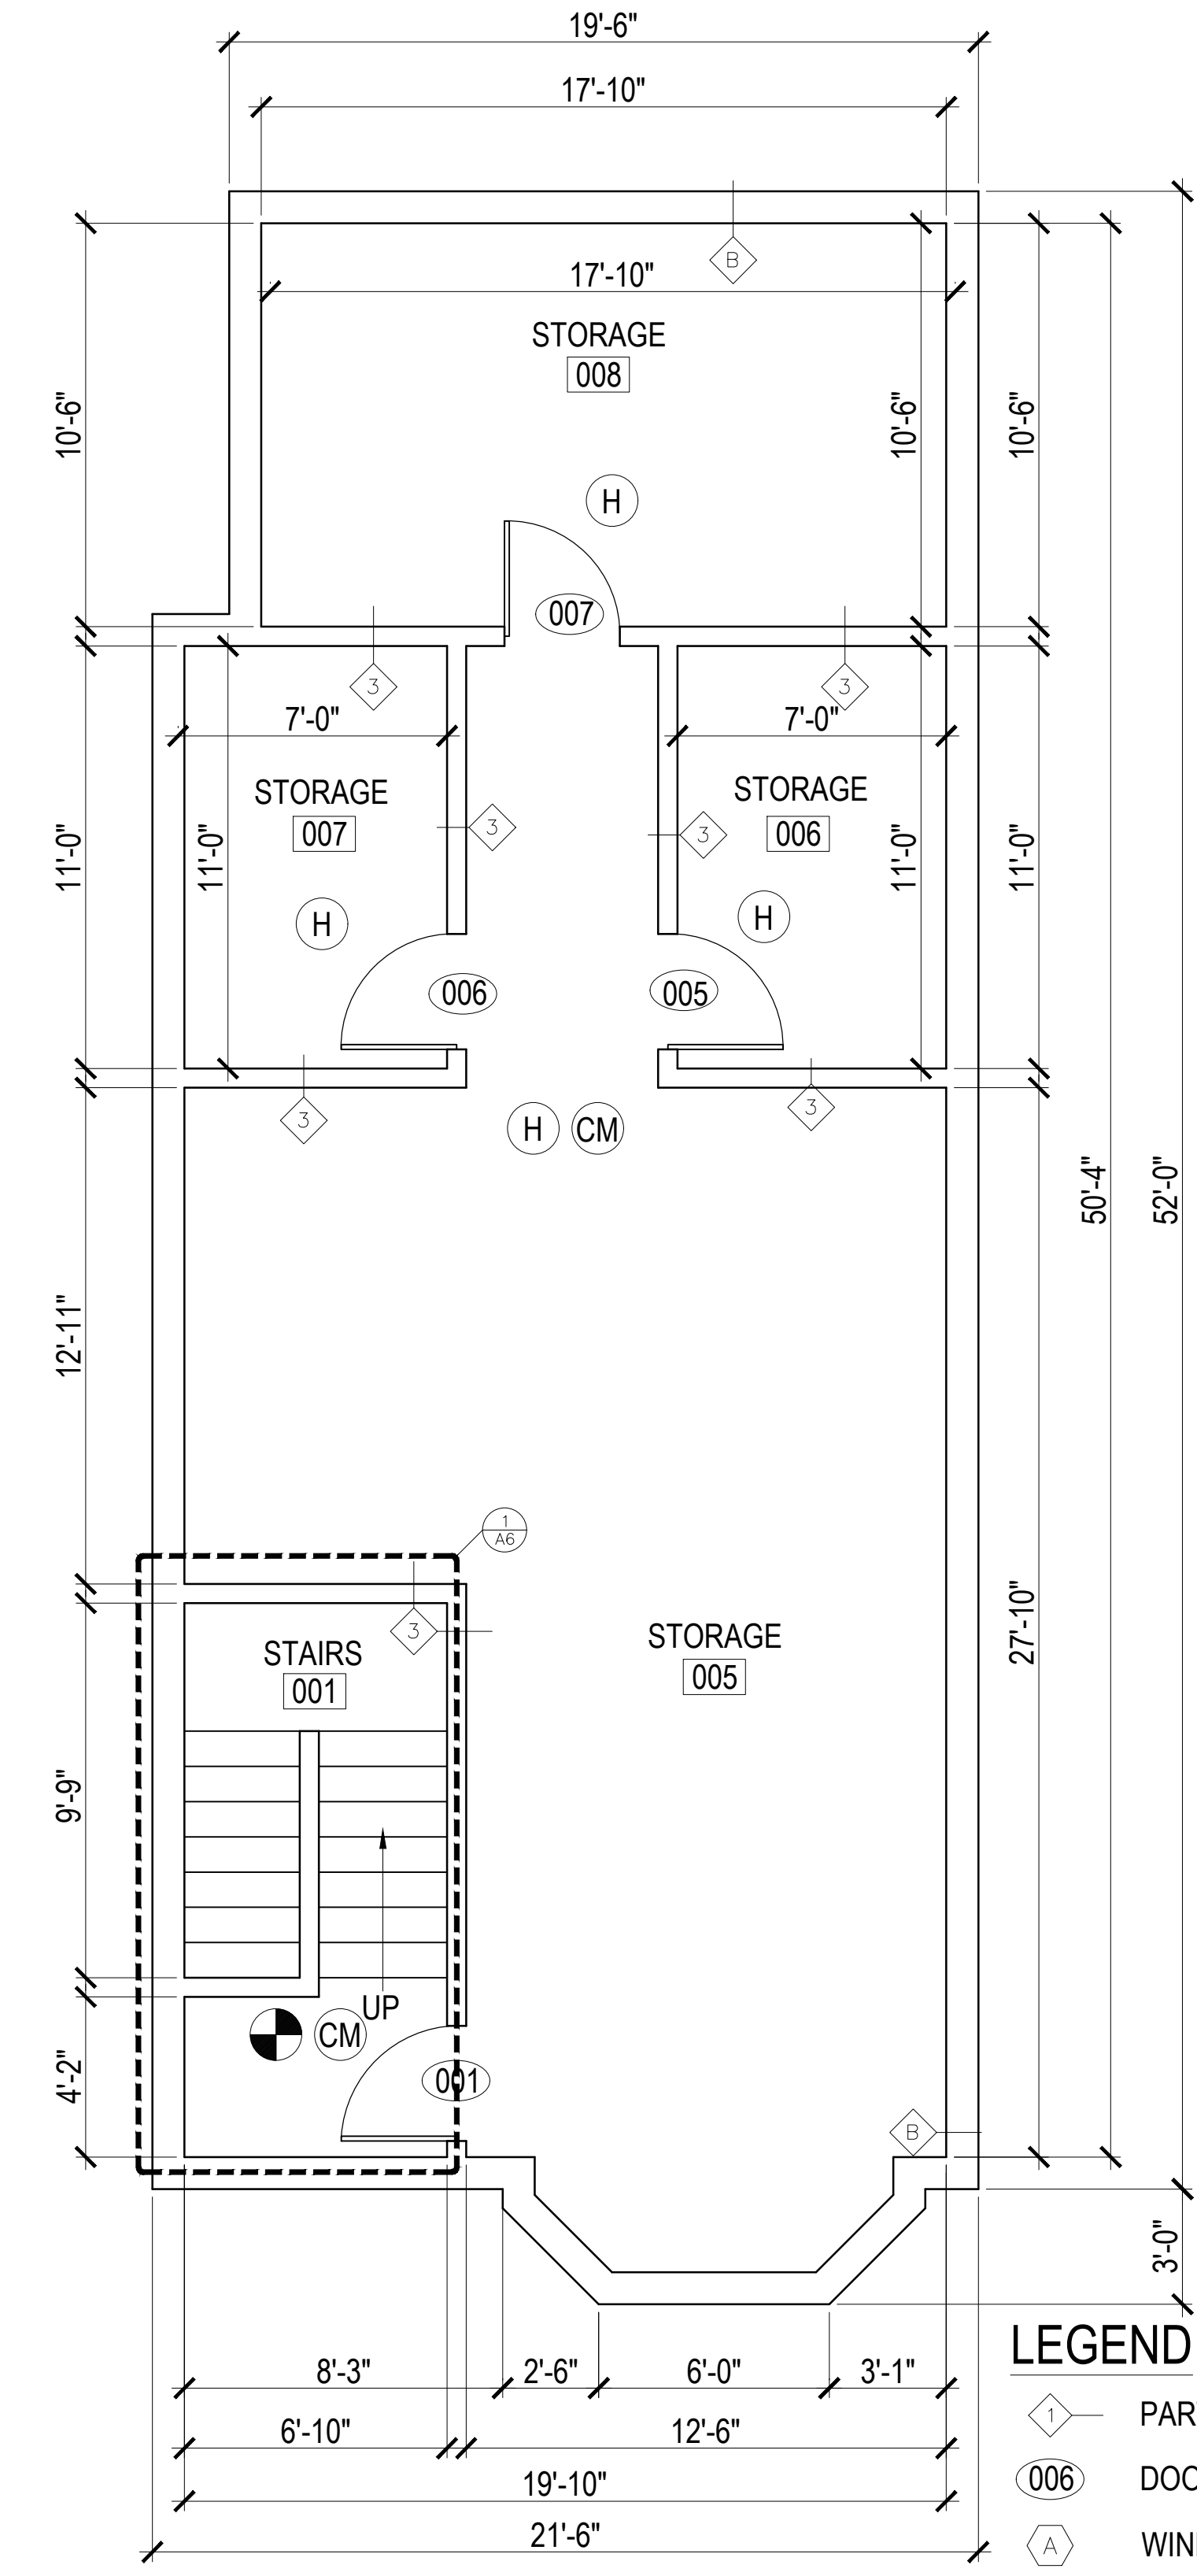 19'-6"
17'-10"
B
17'-10"
STORAGE
008
10'-6"
10'-6"
10'-6"
H
007
3
3
7'-0"
7'-0"
STORAGE
007
STORAGE
006
3
3
11'-0"
11'-0"
11'-0"
11'-0"
H
H
006
005
3
3
H
CM
50'-4"
52'-0"
12'-11"
1
A6
3
STAIRS
001
STORAGE
005
27'-10"
9'-9"
UP
CM
4'-2"
001
B
3'-0"
8'-3"
2'-6"
6'-0"
3'-1"
6'-10"
12'-6"
19'-10"
21'-6"
LEGEND
1
PAR
006
DOO
A
WIN